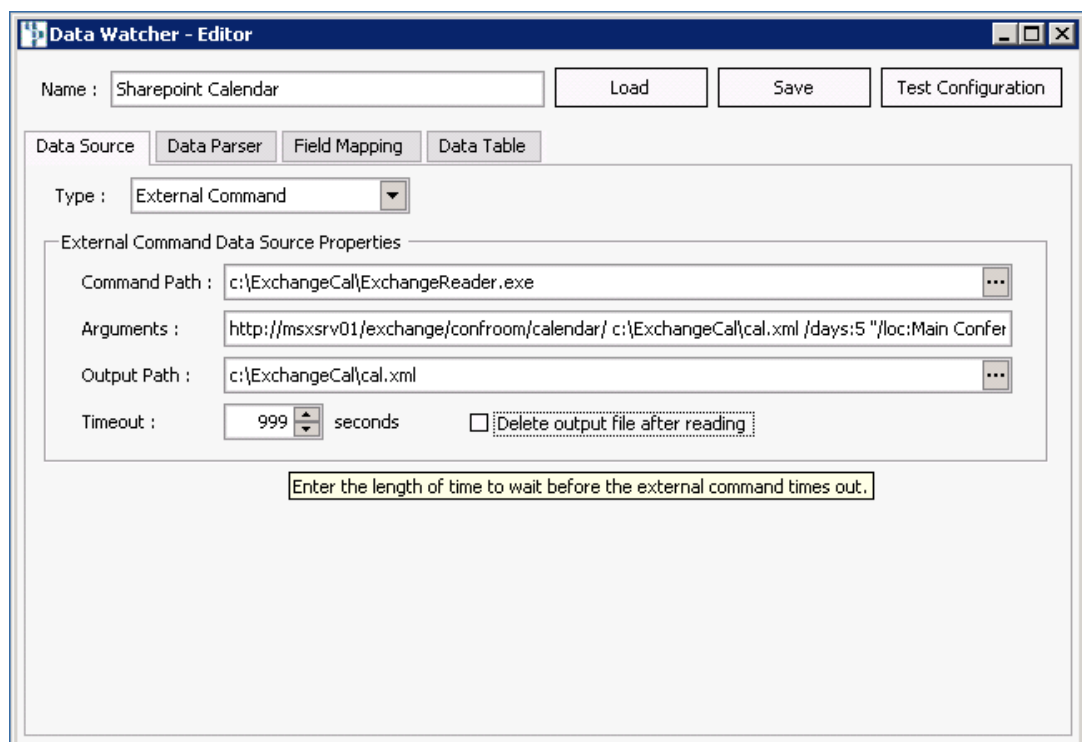 Data Watcher - Editor
Name : Sharepoint Calendar Load Save Test Configuration
Data Source Data Parser Field Mapping Data Table
Type : External Command
External Command Data Source Properties
Command Path : c:\ExchangeCal\ExchangeReader.exe ...
Arguments : http://msxsrv01/exchange/confroom/calendar/ c:\ExchangeCal\cal.xml /days:5 "/loc:Main Confer
Output Path : c:\ExchangeCal\cal.xml ...
Timeout : 999 seconds Delete output file after reading
Enter the length of time to wait before the external command times out.